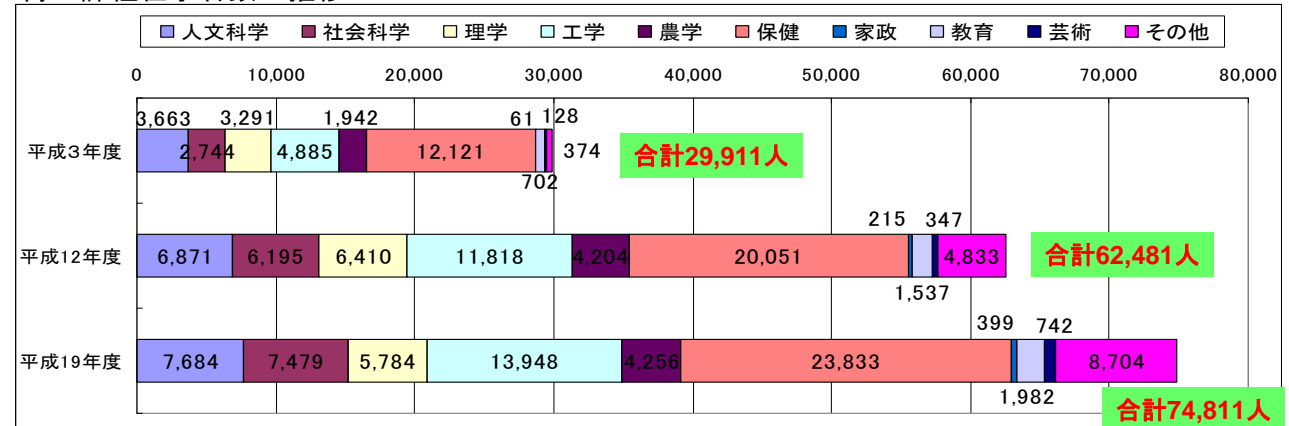 人文科学 社会科学 理学 工学 農学 保健 家政 教育 芸術 その他
0 10,000 20,000 30,000 40,000 50,000 60,000 70,000 80,000
3,663 3,291 1,942 61 128
平成3年度 2,744 4,885 12,121 374 合計29,911人
702
215 347
平成12年度 6,871 6,195 6,410 11,818 4,204 20,051 4,833 合計62,481人
1,537
399 742
平成19年度 7,684 7,479 5,784 13,948 4,256 23,833 8,704
1,982 合計74,811人